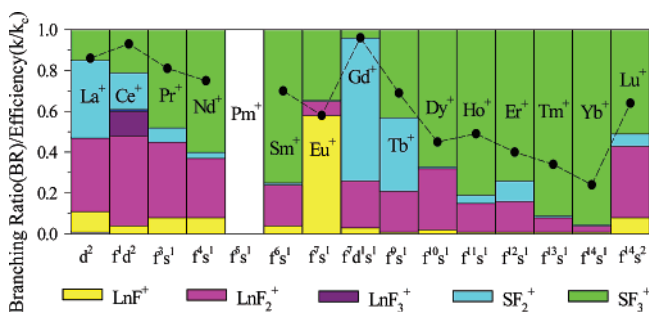 Branching Ratio(BR)/Efficiency(k/k_c)
1.0
0.8
0.6
0.4
0.2
0.0
La⁺ Ce⁺ Pr⁺ Nd⁺ Pm⁺ Sm⁺ Eu⁺ Gd⁺ Tb⁺ Dy⁺ Ho⁺ Er⁺ Tm⁺ Yb⁺ Lu⁺
d² f¹d² f³s¹ f⁴s¹ f⁵s¹ f⁶s¹ f⁷s¹ f⁷d¹s¹ f⁹s¹ f¹⁰s¹ f¹¹s¹ f¹²s¹ f¹³s¹ f¹⁴s¹ f¹⁴s²
LnF⁺ LnF₂⁺ LnF₃⁺ SF₂⁺ SF₃⁺